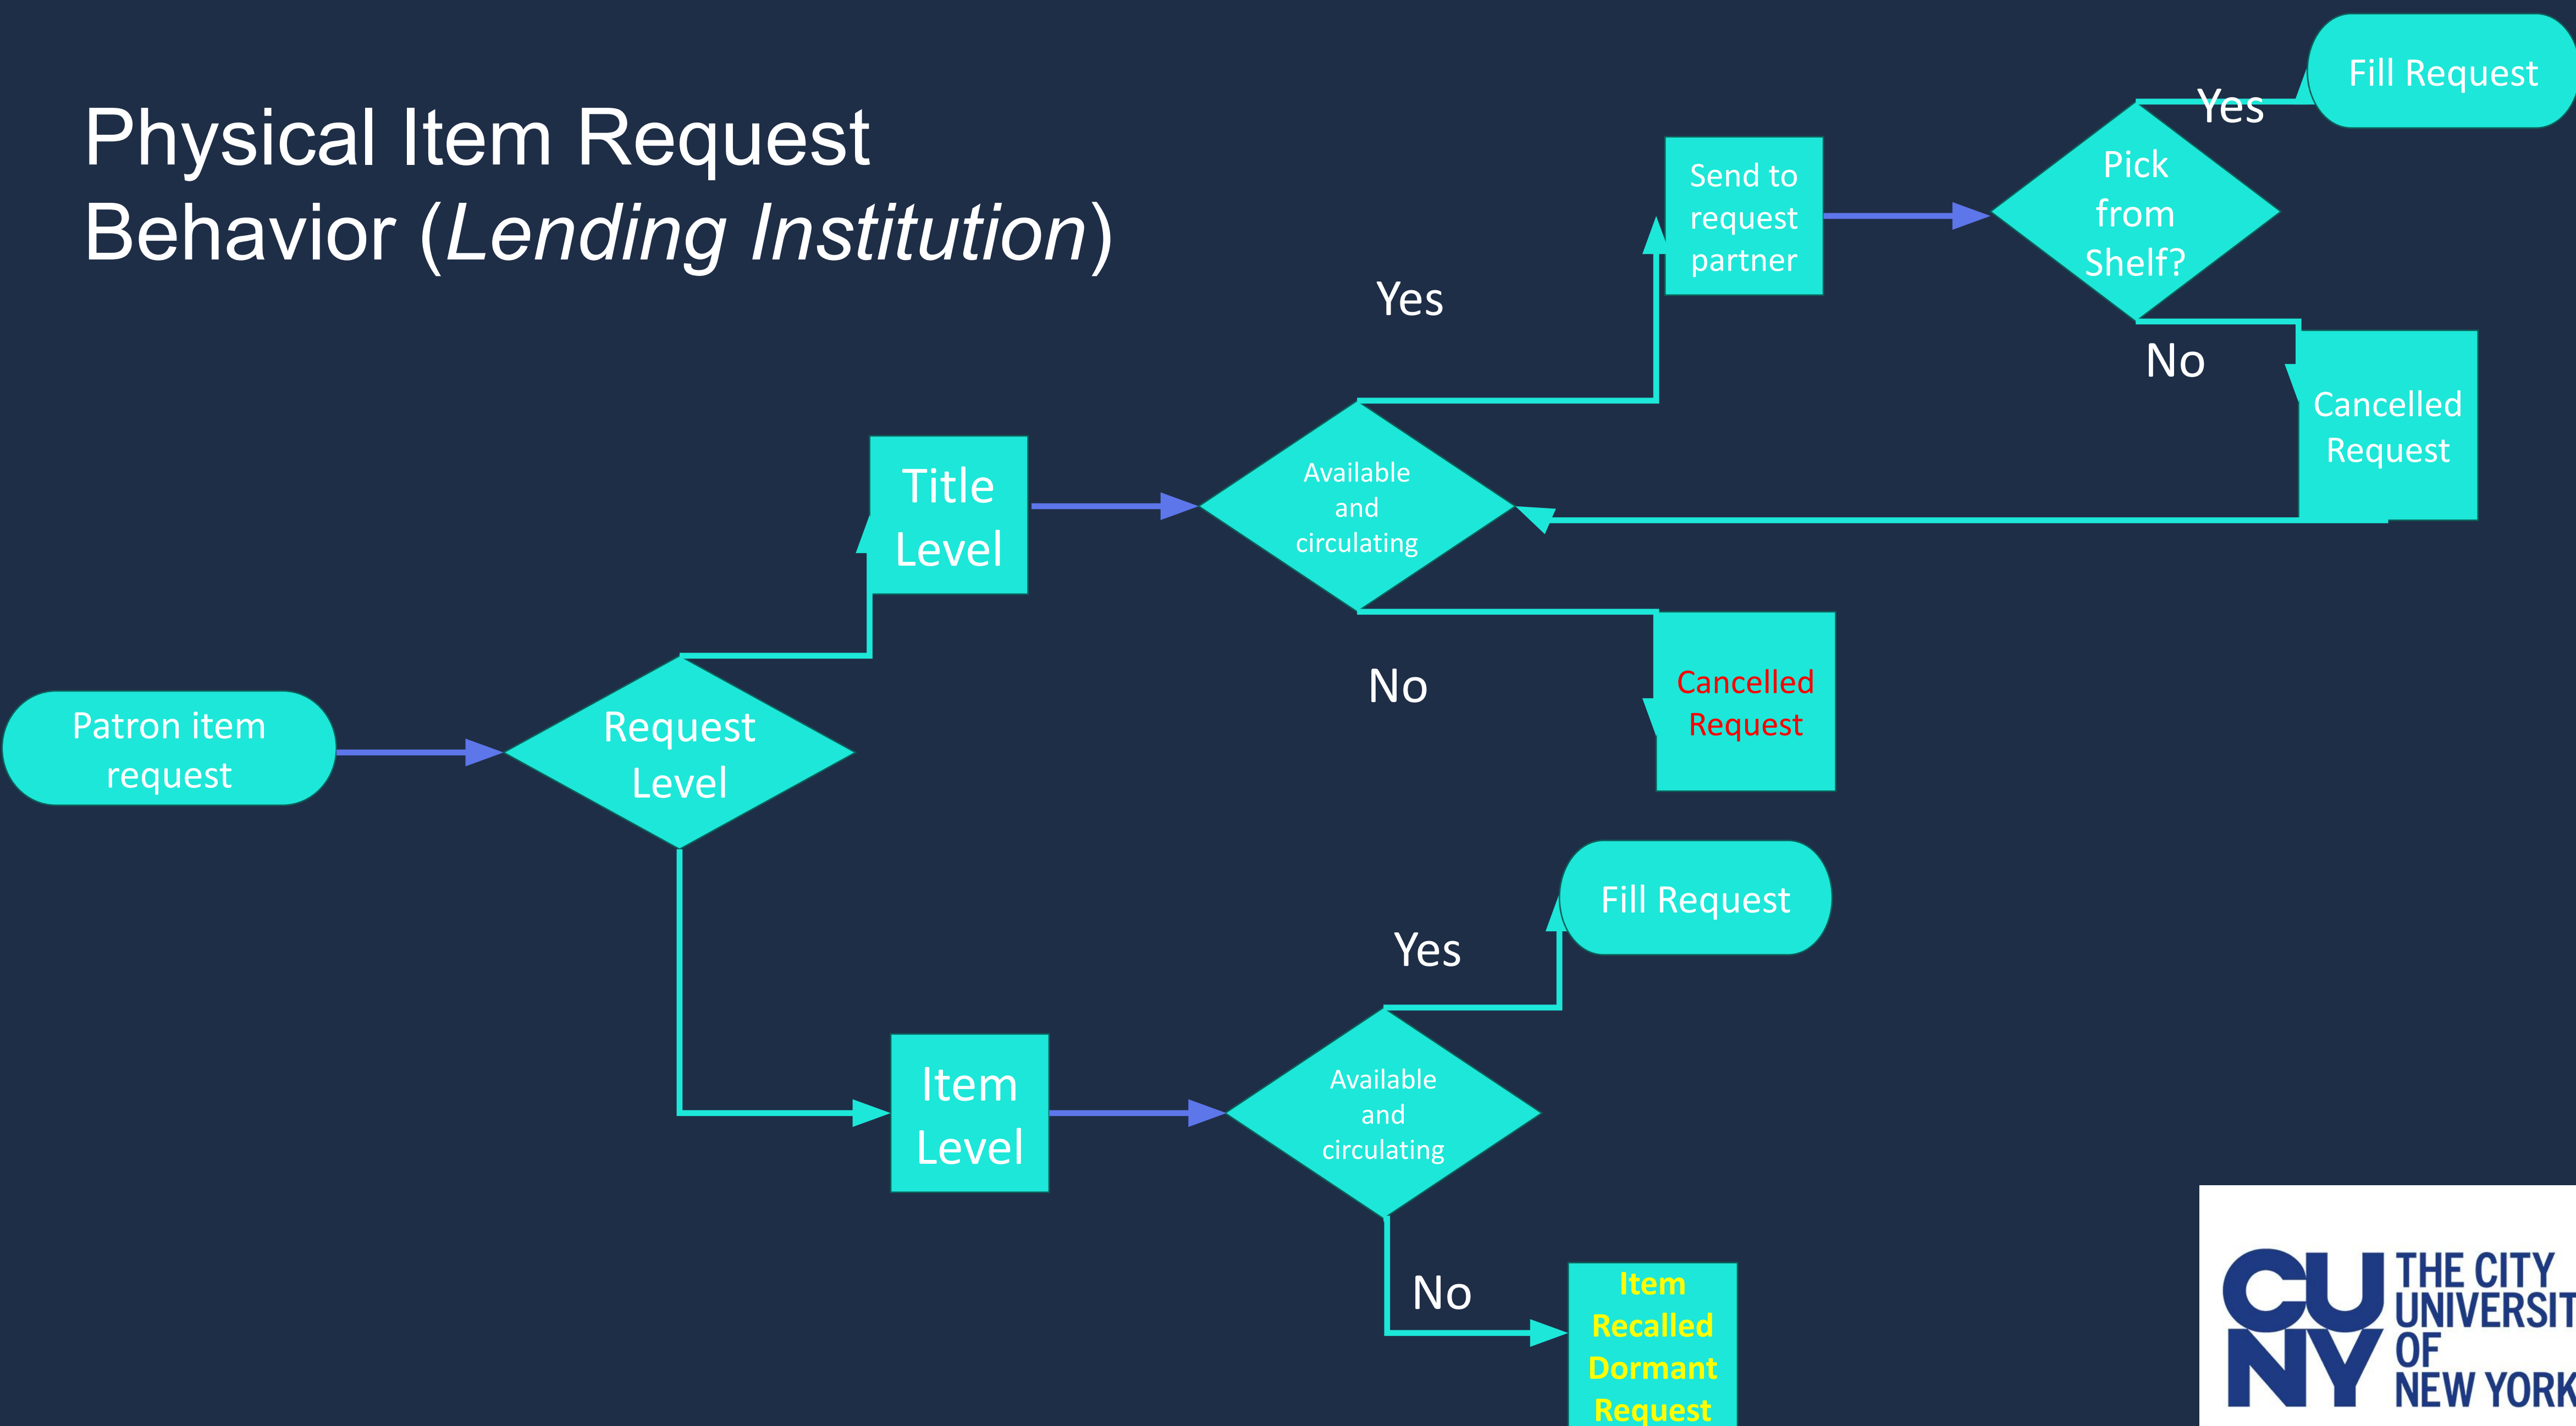 Physical Item Request
Behavior (Lending Institution)
Fill Request
Yes
Pick
from
Shelf?
Send to
request
partner
Yes
No
Cancelled
Request
Title
Level
Available
and
circulating
No
Cancelled
Request
Patron item
request
Request
Level
Fill Request
Yes
Item
Level
Available
and
circulating
No
Item
Recalled
Dormant
Request
CU
NY
THE CITY
UNIVERSIT
OF
NEW YORK